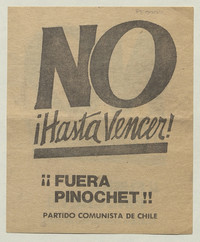 NO
¡Hasta Vencer!
¡¡ FUERA
PINOCHET !!
PARTIDO COMUNISTA DE CHILE